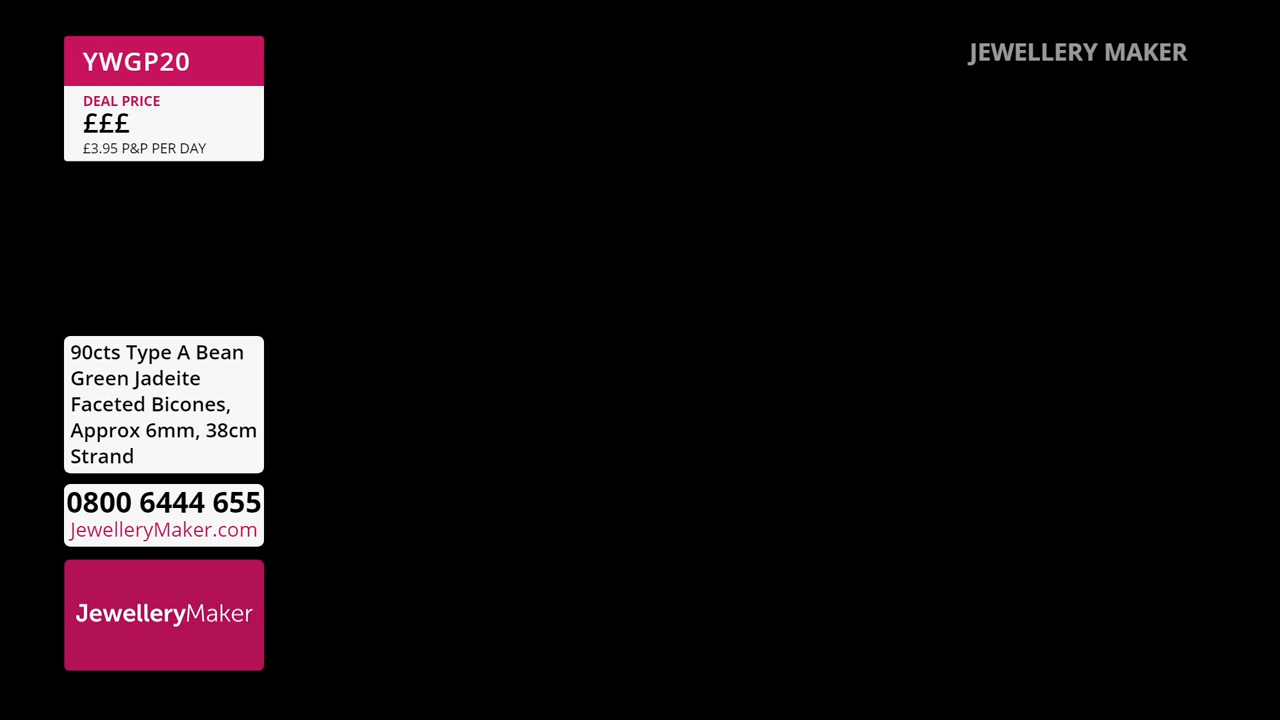 YWGP20
DEAL PRICE
£££
£3.95 P&P PER DAY
JEWELLERY MAKER
90cts Type A Bean
Green Jadeite
Faceted Bicones,
Approx 6mm, 38cm
Strand
0800 6444 655
JewelleryMaker.com
JewelleryMaker